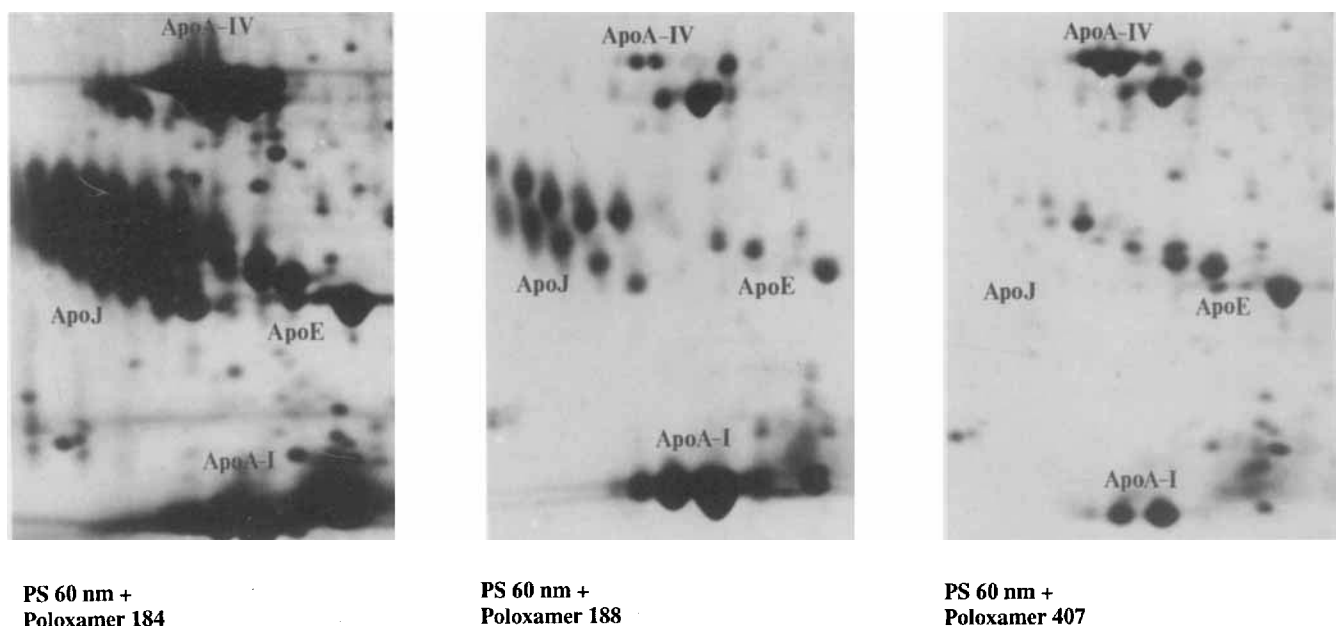 ApoA-IV
ApoJ
ApoE
ApoA-I
PS 60 nm +
Poloxamer 184
ApoA-IV
ApoJ
ApoE
ApoA-I
PS 60 nm +
Poloxamer 188
ApoA-IV
ApoJ
ApoE
ApoA-I
PS 60 nm +
Poloxamer 407